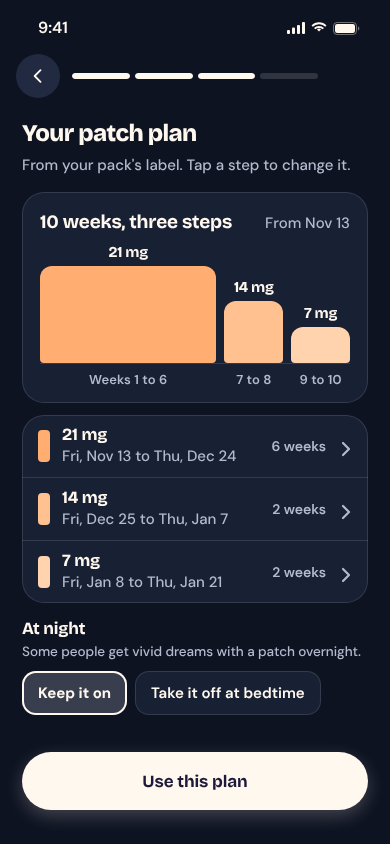 9:41
Your patch plan
From your pack's label. Tap a step to change it.
10 weeks, three steps
From Nov 13
21 mg
14 mg
7 mg
Weeks 1 to 6
7 to 8
9 to 10
21 mg
Fri, Nov 13 to Thu, Dec 24
6 weeks
14 mg
Fri, Dec 25 to Thu, Jan 7
2 weeks
7 mg
Fri, Jan 8 to Thu, Jan 21
2 weeks
At night
Some people get vivid dreams with a patch overnight.
Keep it on
Take it off at bedtime
Use this plan